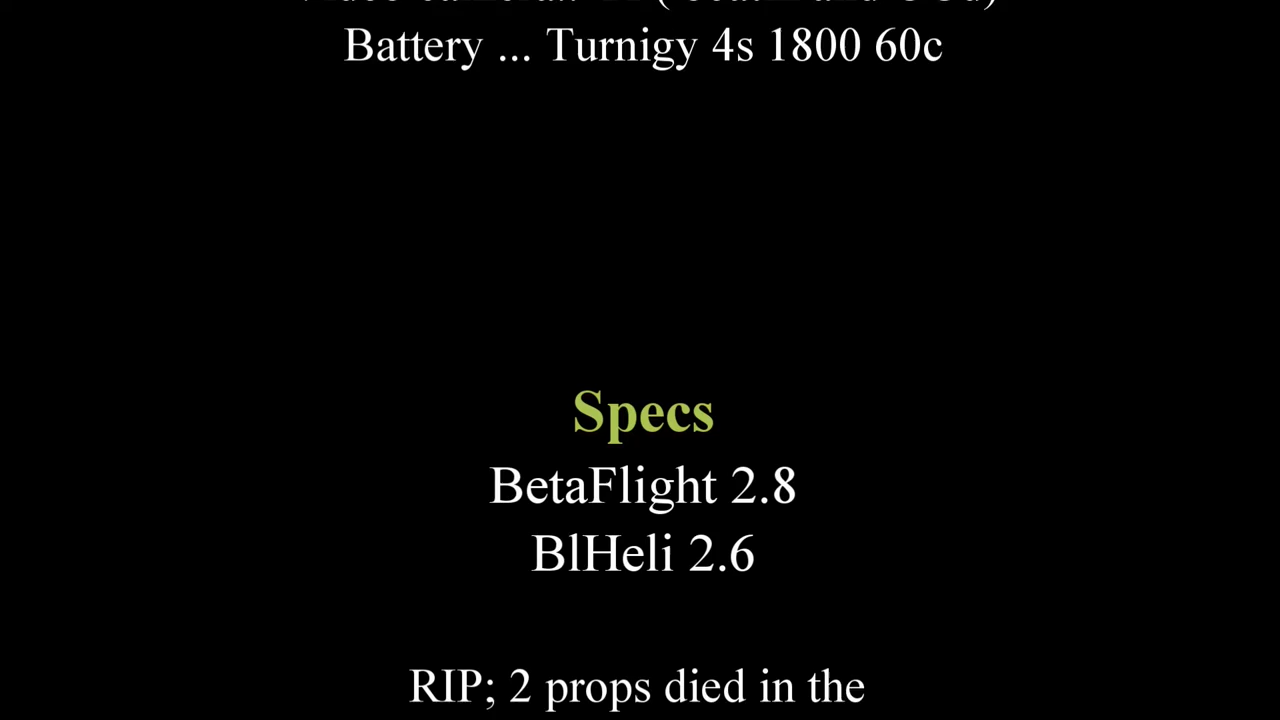 Battery ... Turnigy 4s 1800 60c
Specs
BetaFlight 2.8
BlHeli 2.6
RIP; 2 props died in the